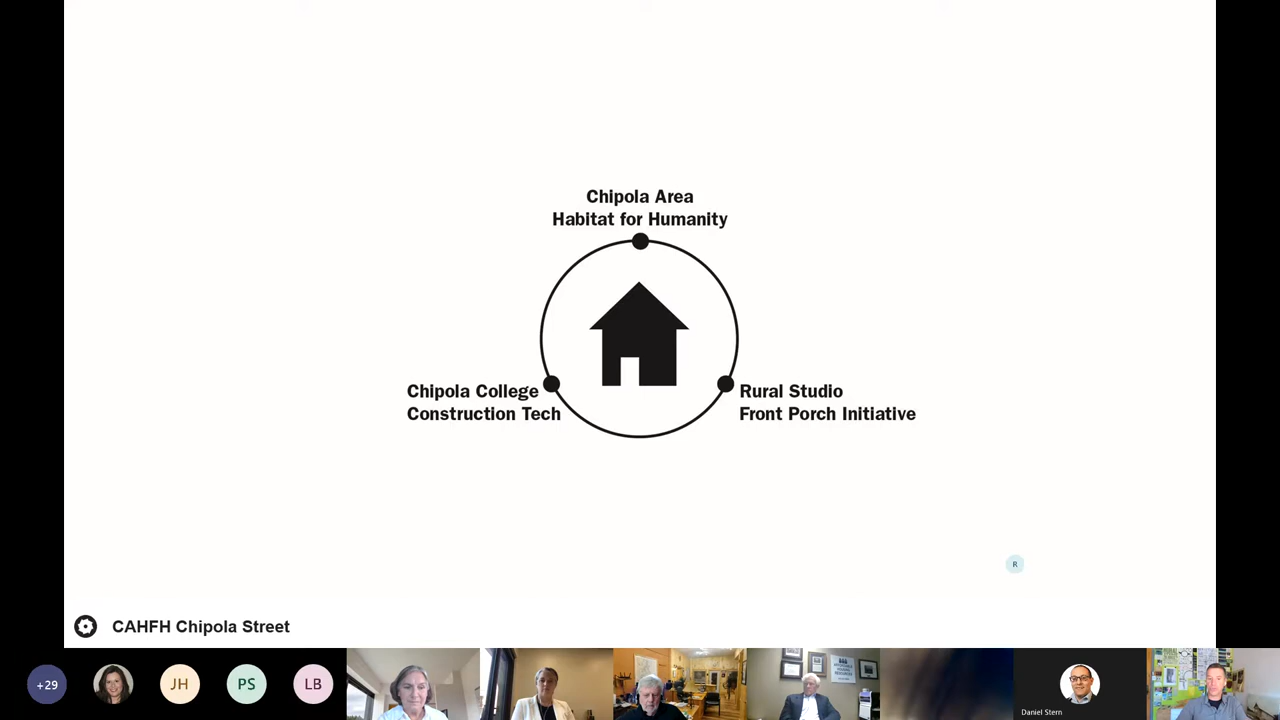 Chipola Area
Habitat for Humanity
Chipola College
Construction Tech
Rural Studio
Front Porch Initiative
R
CAHFH Chipola Street
+29
JH
PS
LB
Daniel Stern